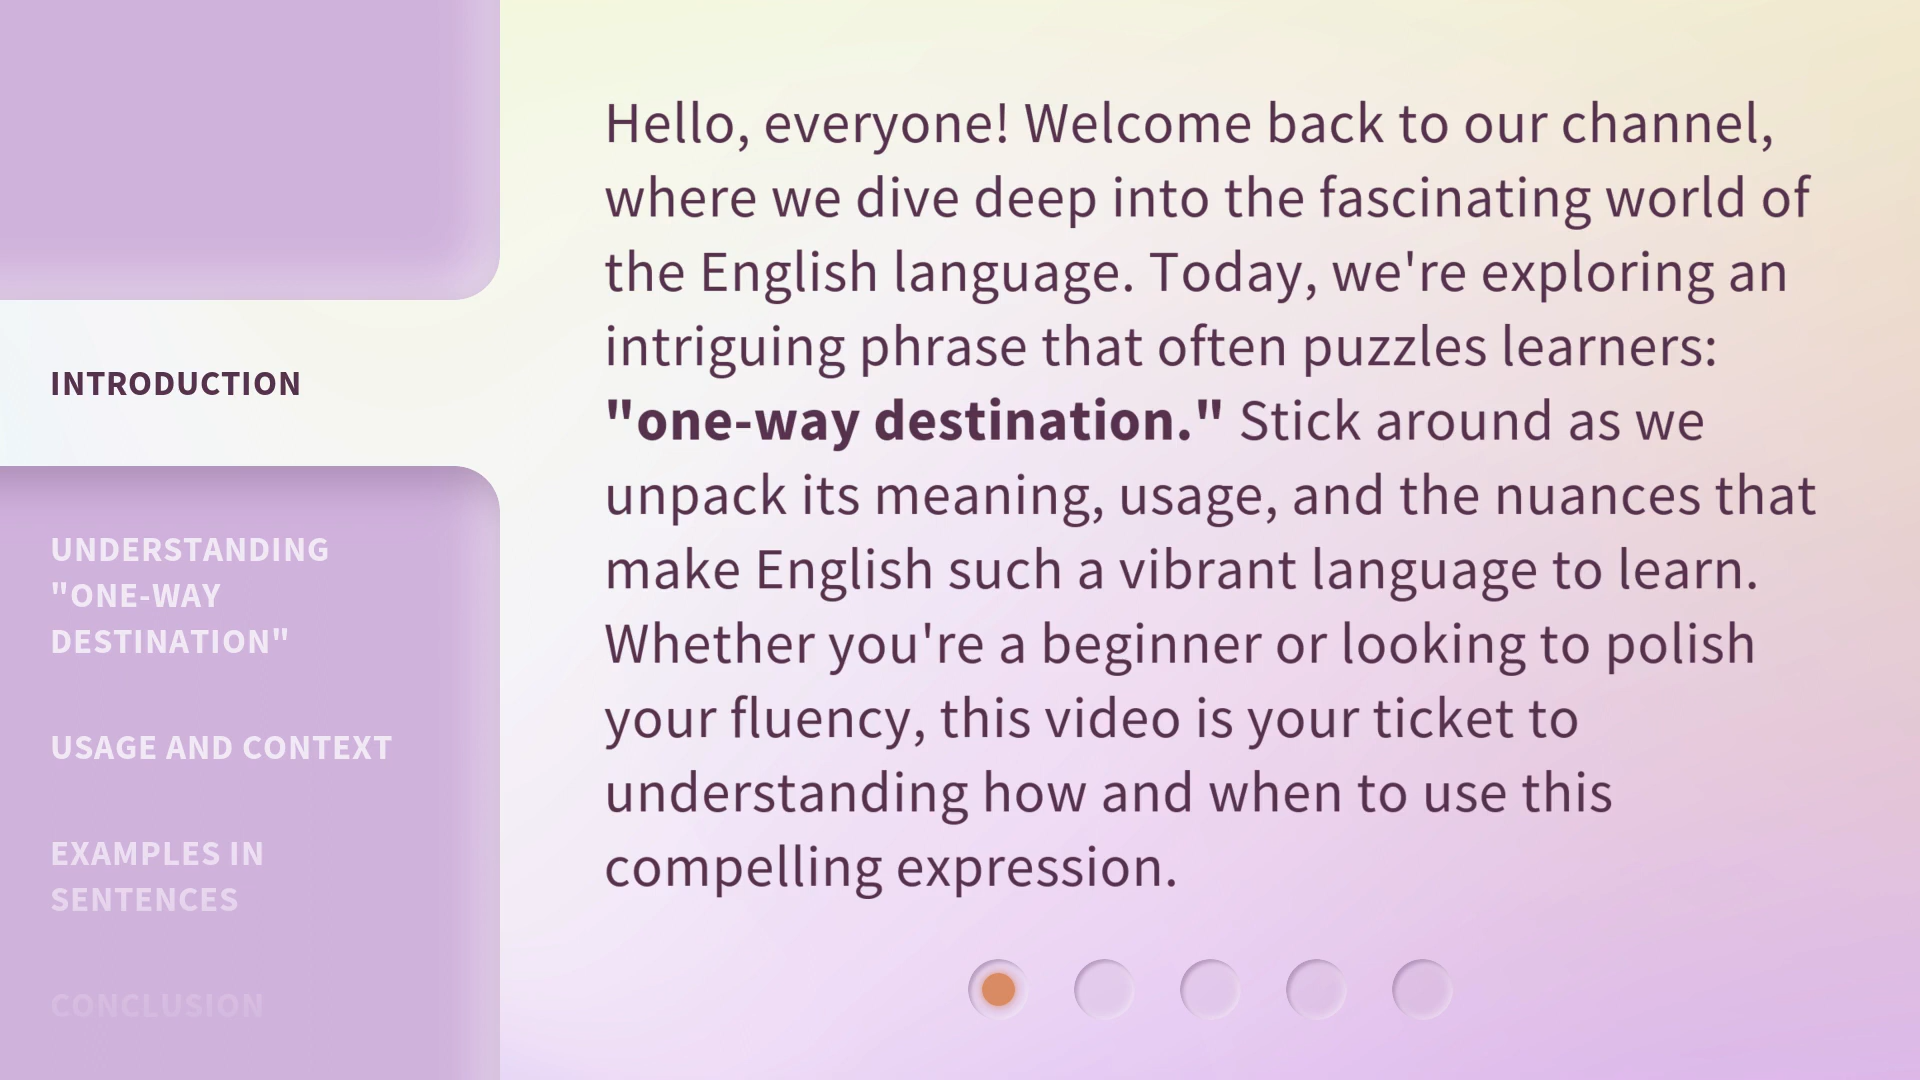 INTRODUCTION
UNDERSTANDING
"ONE-WAY
DESTINATION"
USAGE AND CONTEXT
EXAMPLES IN
SENTENCES
CONCLUSION
Hello, everyone! Welcome back to our channel,
where we dive deep into the fascinating world of
the English language. Today, we're exploring an
intriguing phrase that often puzzles learners:
"one-way destination." Stick around as we
unpack its meaning, usage, and the nuances that
make English such a vibrant language to learn.
Whether you're a beginner or looking to polish
your fluency, this video is your ticket to
understanding how and when to use this
compelling expression.